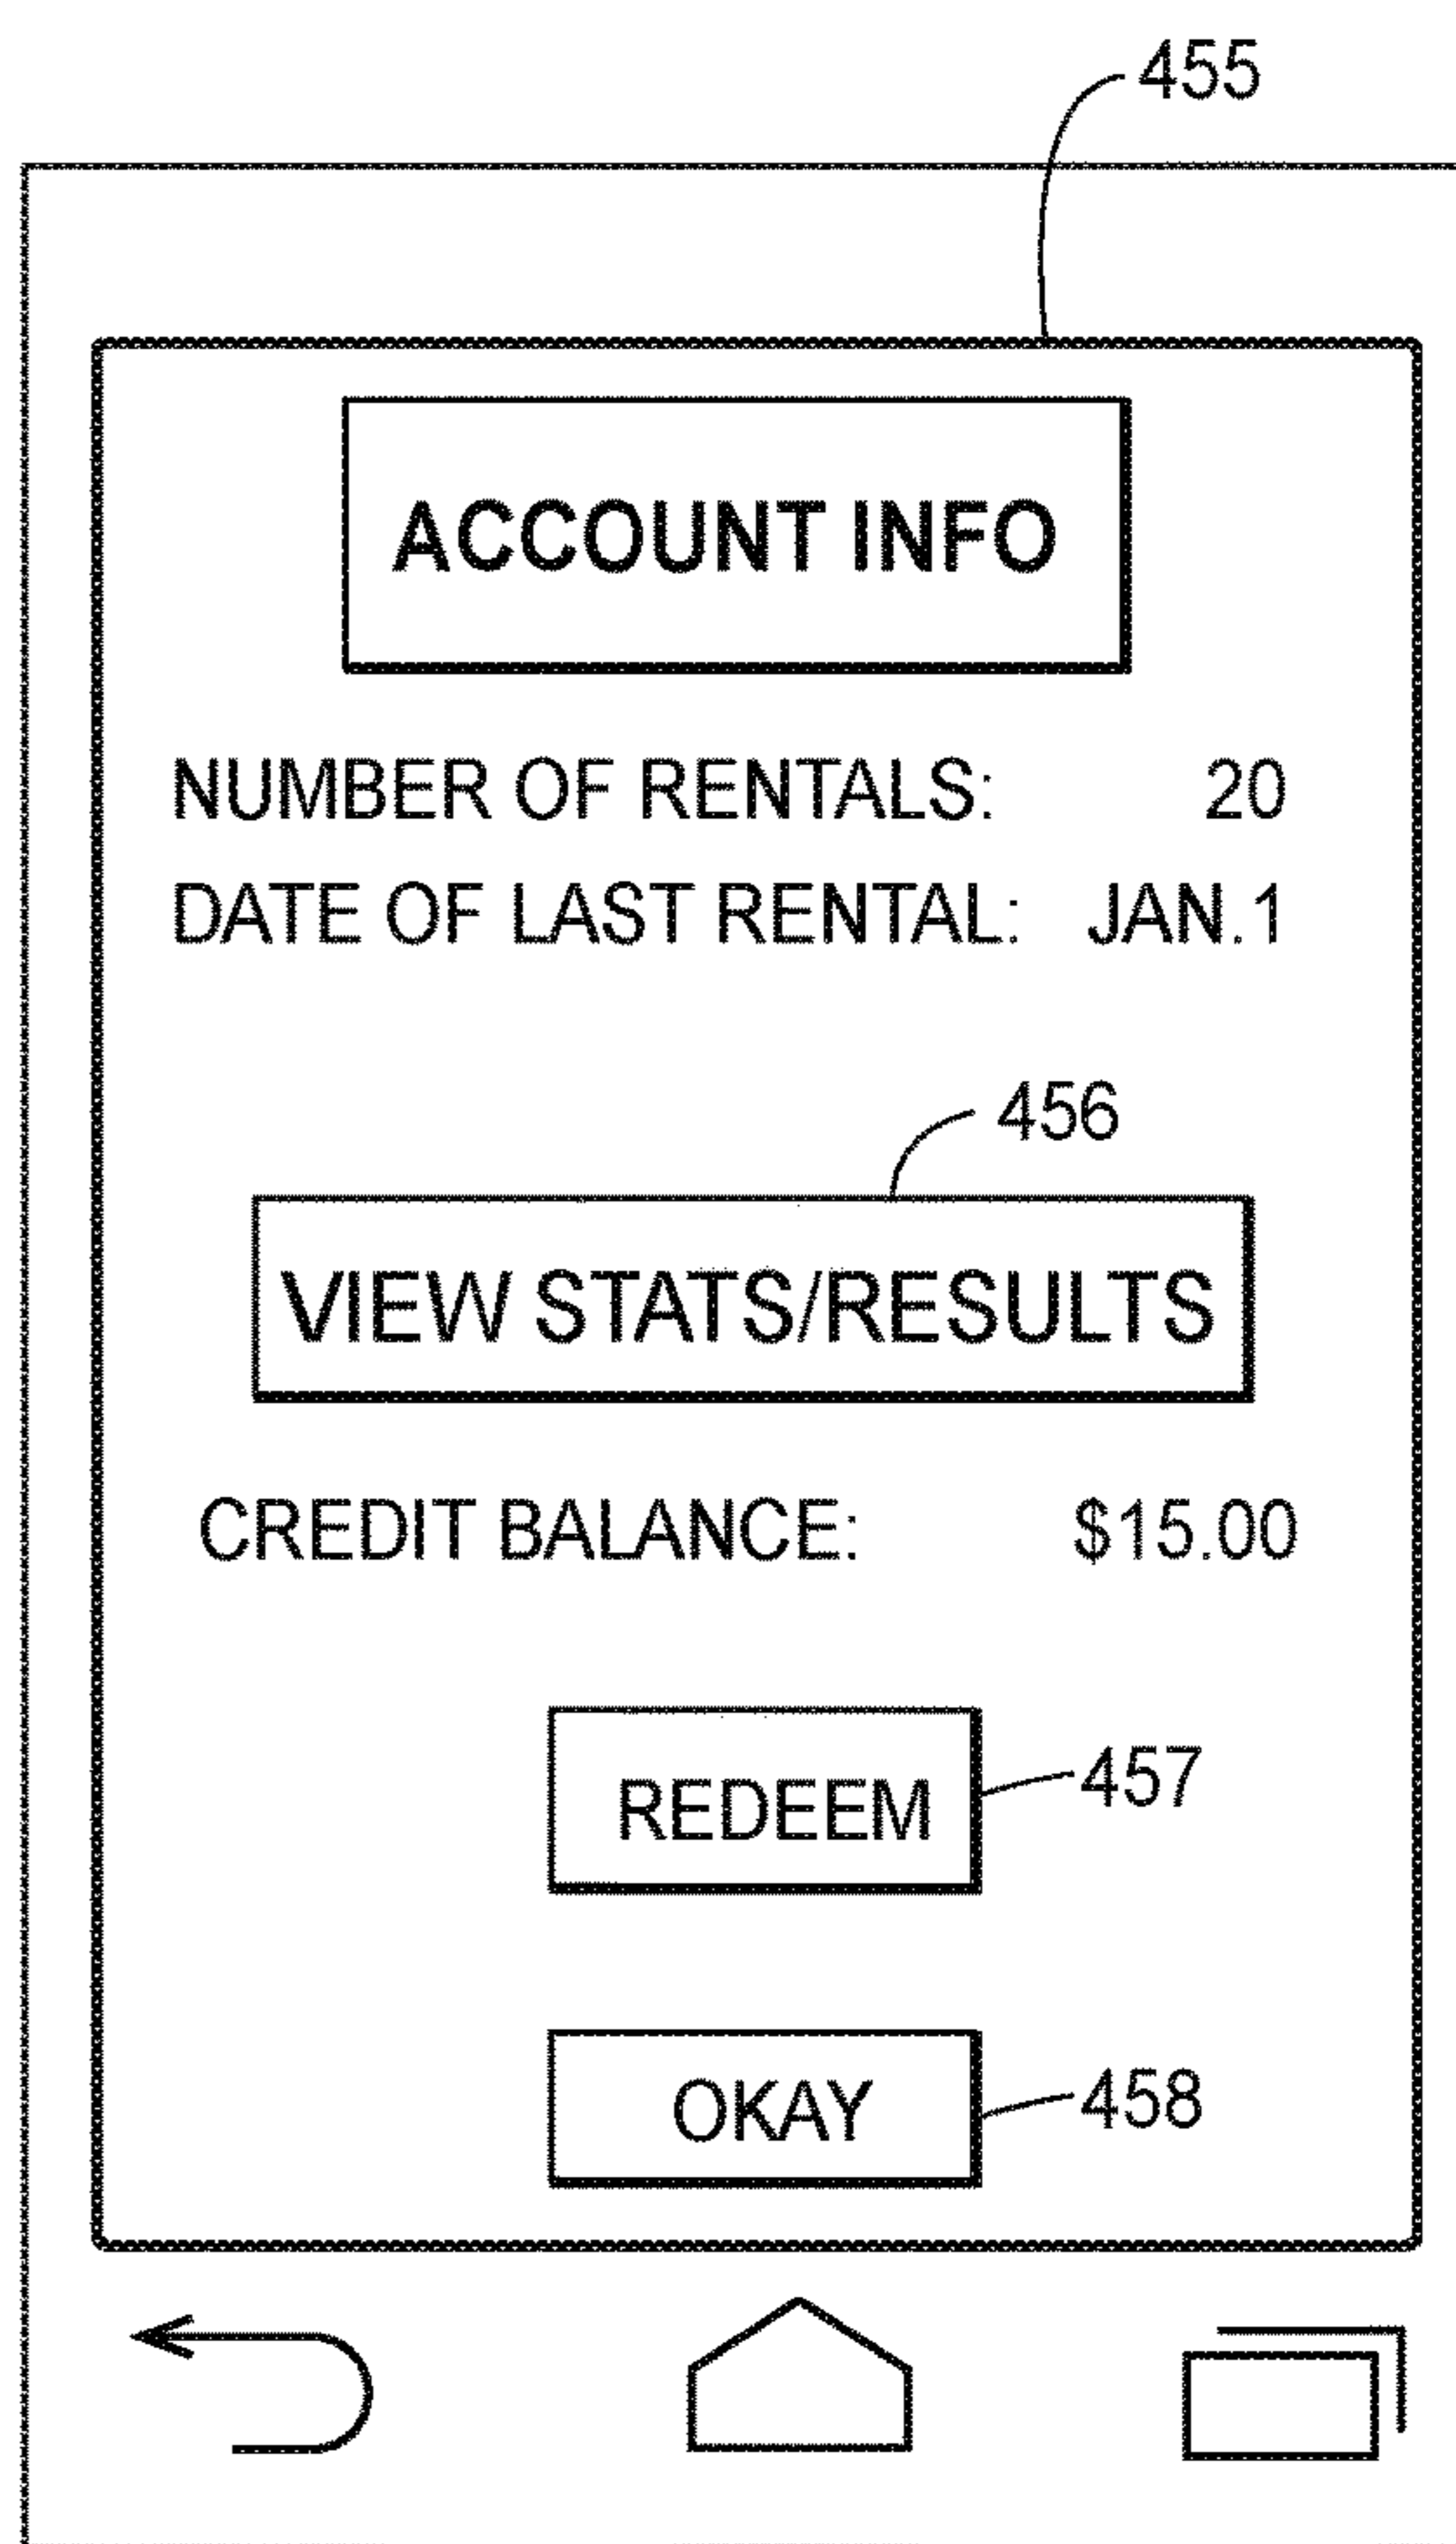 455
ACCOUNT INFO
NUMBER OF RENTALS: 20
DATE OF LAST RENTAL: JAN.1
456
VIEW STATS/RESULTS
CREDIT BALANCE: $15.00
REDEEM 457
OKAY 458